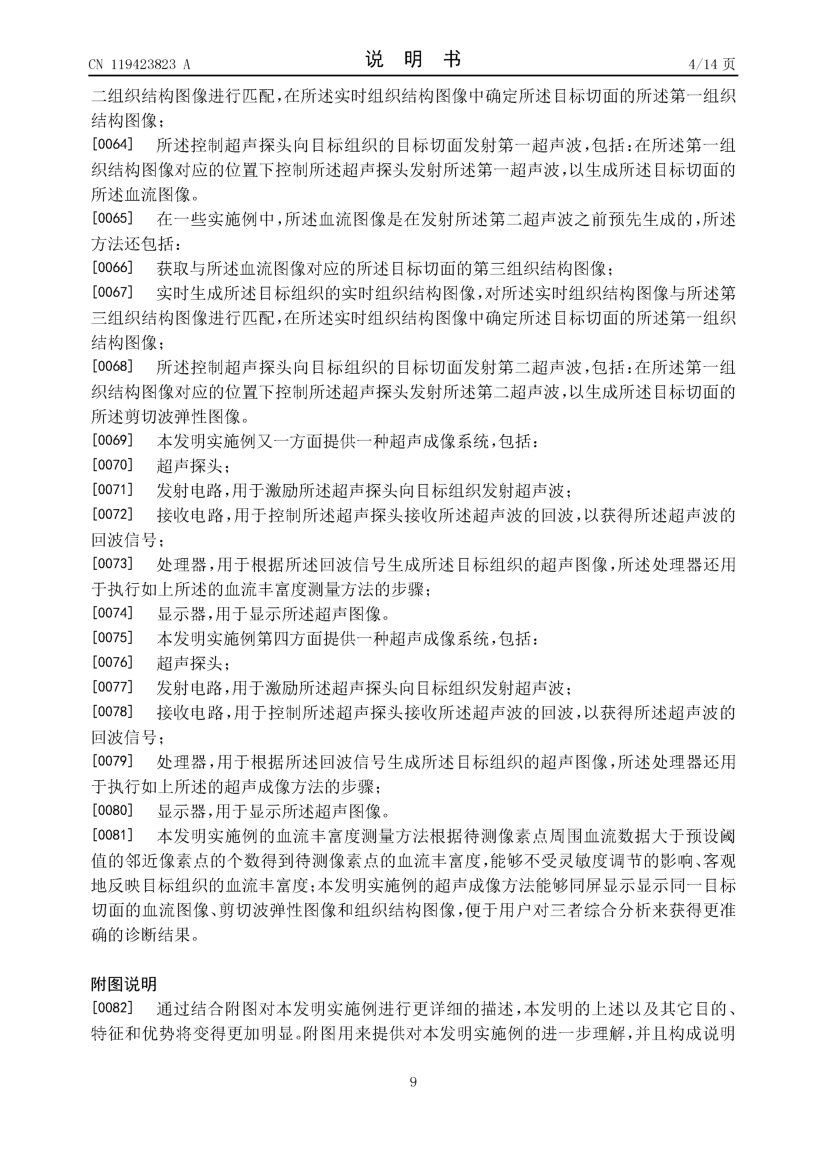 CN 119423823 A
说明书
4/14 页
二组织结构图像进行匹配,在所述实时组织结构图像中确定所述目标切面的所述第一组织
结构图像;
[0064] 所述控制超声探头向目标组织的目标切面发射第一超声波,包括:在所述第一组
织结构图像对应的位置下控制所述超声探头发射所述第一超声波,以生成所述目标切面的
所述血流图像。
[0065] 在一些实施例中,所述血流图像是在发射所述第二超声波之前预先生成的,所述
方法还包括:
[0066] 获取与所述血流图像对应的所述目标切面的第三组织结构图像;
[0067] 实时生成所述目标组织的实时组织结构图像,对所述实时组织结构图像与所述第
三组织结构图像进行匹配,在所述实时组织结构图像中确定所述目标切面的所述第一组织
结构图像;
[0068] 所述控制超声探头向目标组织的目标切面发射第二超声波,包括:在所述第一组
织结构图像对应的位置下控制所述超声探头发射所述第二超声波,以生成所述目标切面的
所述剪切波弹性图像。
[0069] 本发明实施例又一方面提供一种超声成像系统,包括:
[0070] 超声探头;
[0071] 发射电路,用于激励所述超声探头向目标组织发射超声波;
[0072] 接收电路,用于控制所述超声探头接收所述超声波的回波,以获得所述超声波的
回波信号;
[0073] 处理器,用于根据所述回波信号生成所述目标组织的超声图像,所述处理器还用
于执行如上所述的血流丰富度测量方法的步骤;
[0074] 显示器,用于显示所述超声图像。
[0075] 本发明实施例第四方面提供一种超声成像系统,包括:
[0076] 超声探头;
[0077] 发射电路,用于激励所述超声探头向目标组织发射超声波;
[0078] 接收电路,用于控制所述超声探头接收所述超声波的回波,以获得所述超声波的
回波信号;
[0079] 处理器,用于根据所述回波信号生成所述目标组织的超声图像,所述处理器还用
于执行如上所述的超声成像方法的步骤;
[0080] 显示器,用于显示所述超声图像。
[0081] 本发明实施例的血流丰富度测量方法根据待测像素点周围血流数据大于预设阈
值的邻近像素点的个数得到待测像素点的血流丰富度,能够不受灵敏度调节的影响、客观
地反映目标组织的血流丰富度;本发明实施例的超声成像方法能够同屏显示显示同一目标
切面的血流图像、剪切波弹性图像和组织结构图像,便于用户对三者综合分析来获得更准
确的诊断结果。
附图说明
[0082] 通过结合附图对本发明实施例进行更详细的描述,本发明的上述以及其它目的、
特征和优势将变得更加明显。附图用来提供对本发明实施例的进一步理解,并且构成说明
9